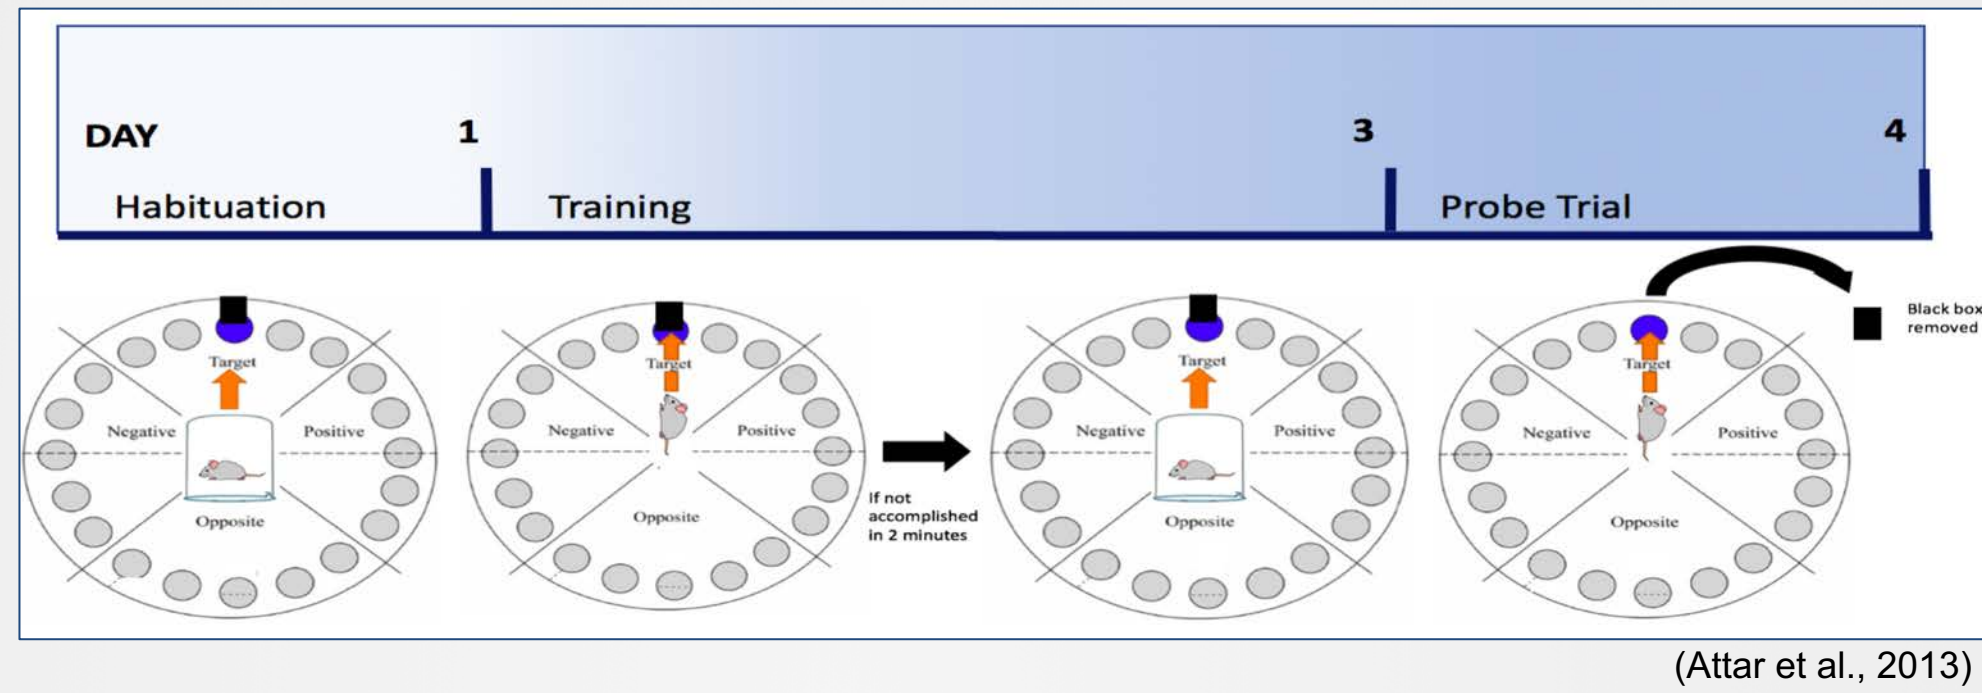 DAY 1 3 4
Habituation Training Probe Trial
Black box
removed
Target
Negative Positive
Opposite
Target
Negative Positive
Opposite
If not
accomplished
in 2 minutes
Target
Negative Positive
Opposite
Target
Negative Positive
Opposite
(Attar et al., 2013)